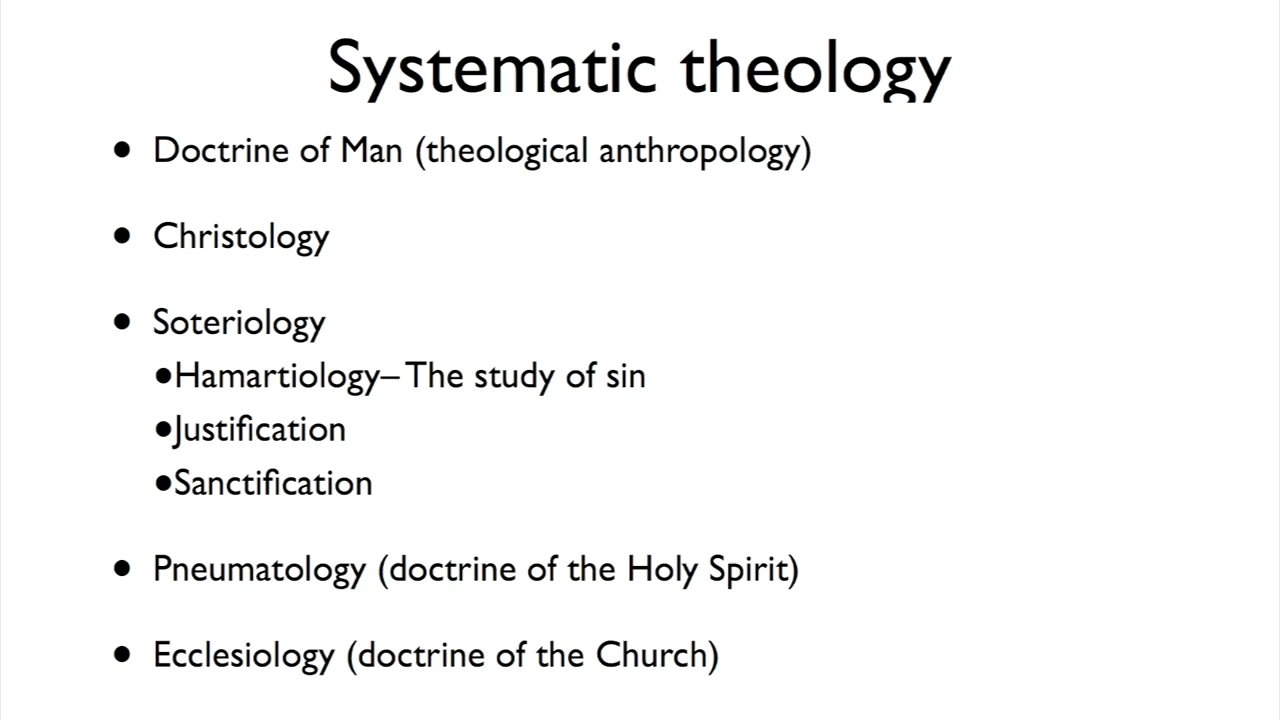 Systematic theology
• Doctrine of Man (theological anthropology)
• Christology
• Soteriology
•Hamartiology– The study of sin
•Justification
•Sanctification
• Pneumatology (doctrine of the Holy Spirit)
• Ecclesiology (doctrine of the Church)